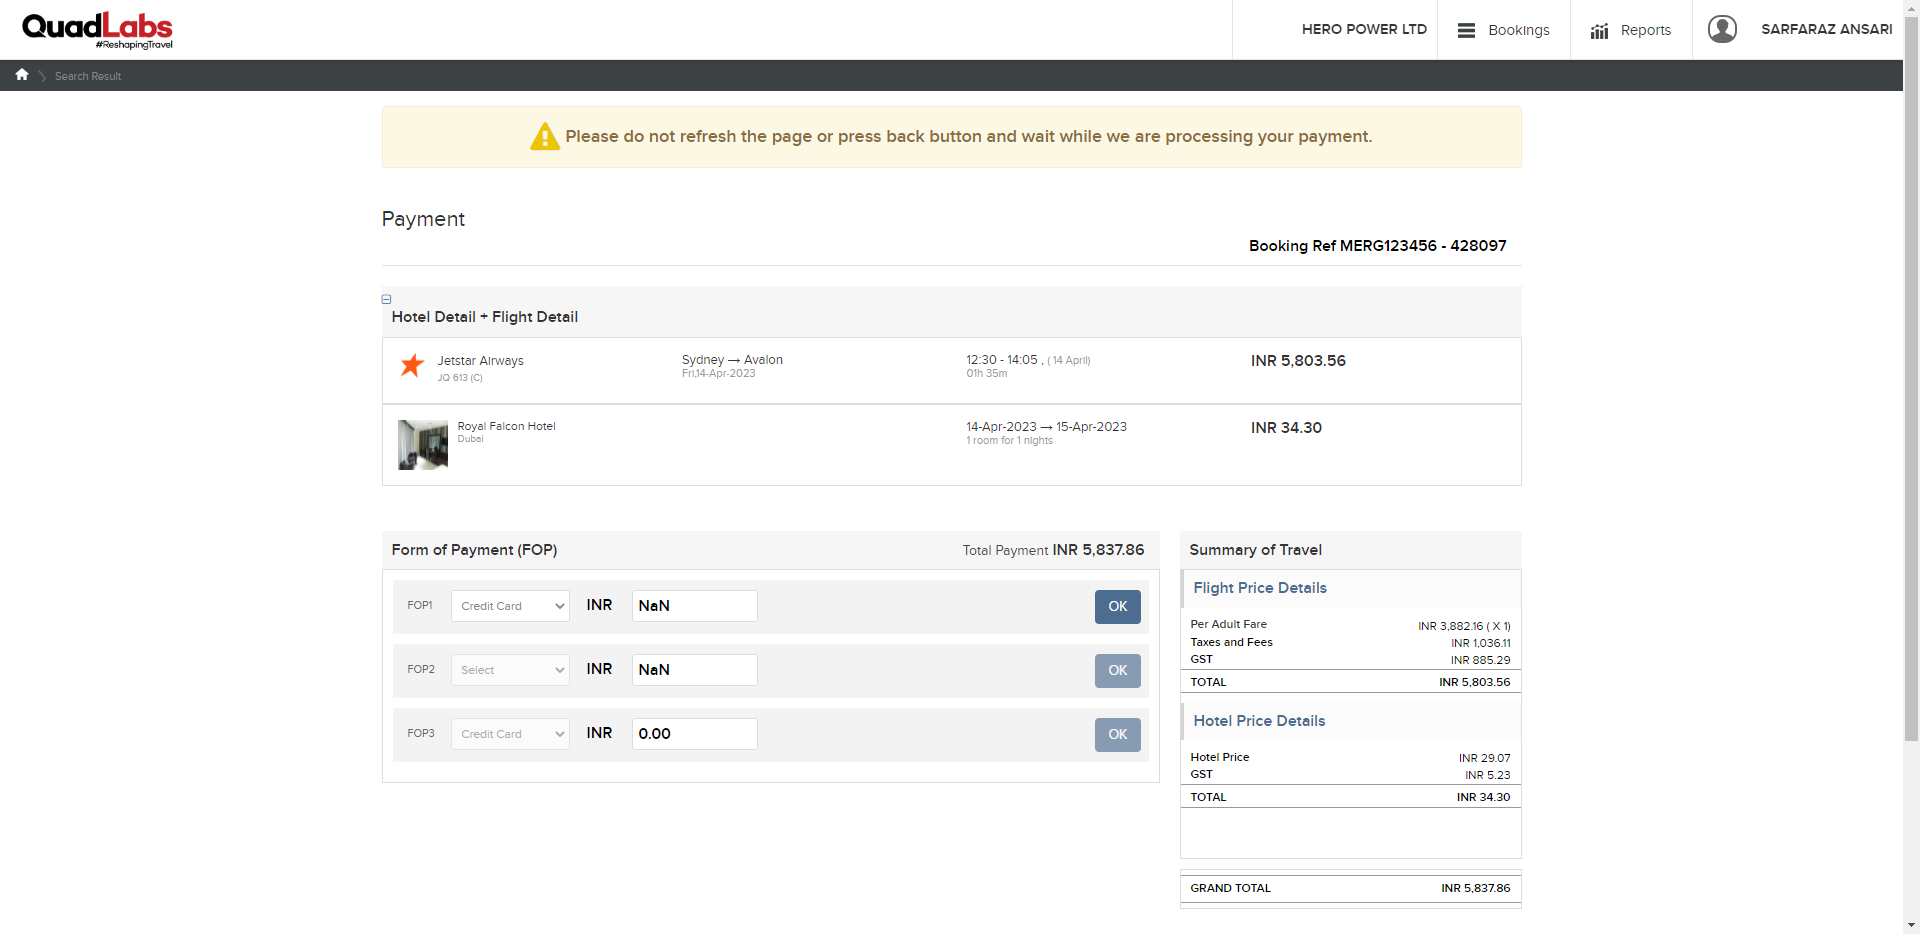 QuadLabs
#ReshapingTravel
HERO POWER LTD
Bookings
Reports
SARFARAZ ANSARI
Search Result
Please do not refresh the page or press back button and wait while we are processing your payment.
Payment
Booking Ref MERG123456 - 428097
Hotel Detail + Flight Detail
Jetstar Airways
JQ 613 (C)
Sydney → Avalon
Fri,14-Apr-2023
12:30 - 14:05 , ( 14 April)
01h 35m
INR 5,803.56
Royal Falcon Hotel
Dubai
14-Apr-2023 → 15-Apr-2023
1 room for 1 nights
INR 34.30
Form of Payment (FOP)
Total Payment INR 5,837.86
FOP1 Credit Card INR NaN OK
FOP2 Select INR NaN OK
FOP3 Credit Card INR 0.00 OK
Summary of Travel
Flight Price Details
Per Adult Fare INR 3,882.16 ( X 1)
Taxes and Fees INR 1,036.11
GST INR 885.29
TOTAL INR 5,803.56
Hotel Price Details
Hotel Price INR 29.07
GST INR 5.23
TOTAL INR 34.30
GRAND TOTAL INR 5,837.86